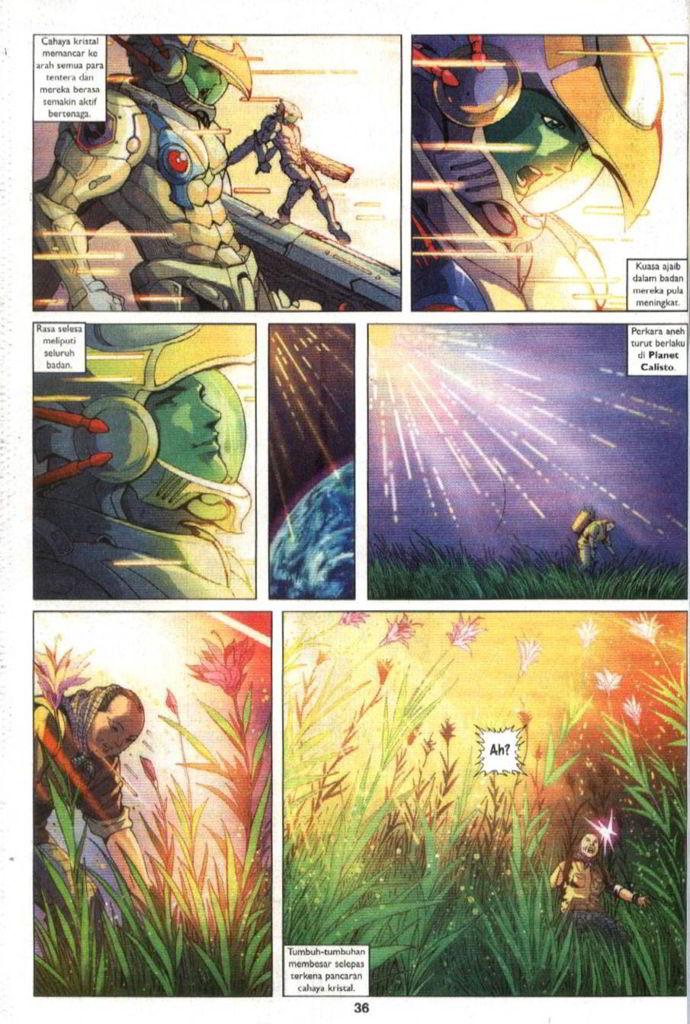 Cahaya kristal
memancar ke
arah semua para
tentera dan
mereka berasa
semakin aktif
bertenaga.
Kuasa ajaib
dalam badan
mereka pula
meningkat.
Rasa selesa
meliputi
seluruh
badan.
Perkara aneh
turut berlaku
di Planet
Calisto.
Ah?
Tumbuh-tumbuhan
membesar selepas
terkena pancaran
cahaya kristal.
36